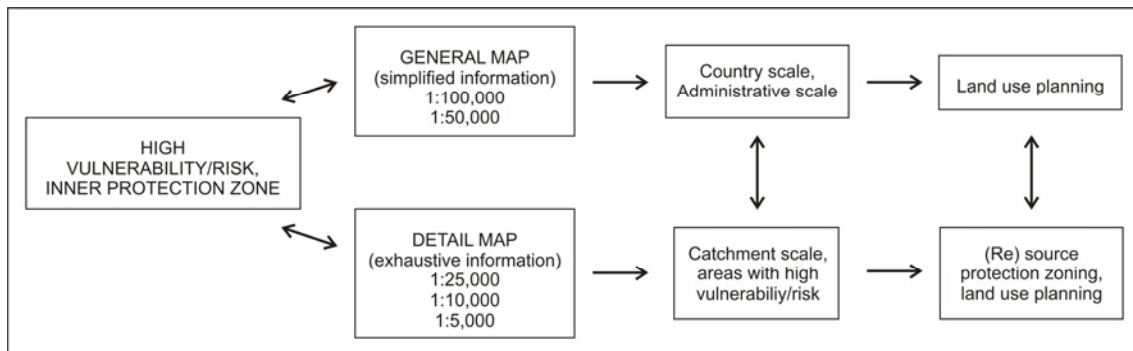 HIGH
VULNERABILITY/RISK,
INNER PROTECTION ZONE
GENERAL MAP
(simplified information)
1:100,000
1:50,000
Country scale,
Administrative scale
Land use planning
DETAIL MAP
(exhaustive information)
1:25,000
1:10,000
1:5,000
Catchment scale,
areas with high
vulnerabiliy/risk
(Re) source
protection zoning,
land use planning